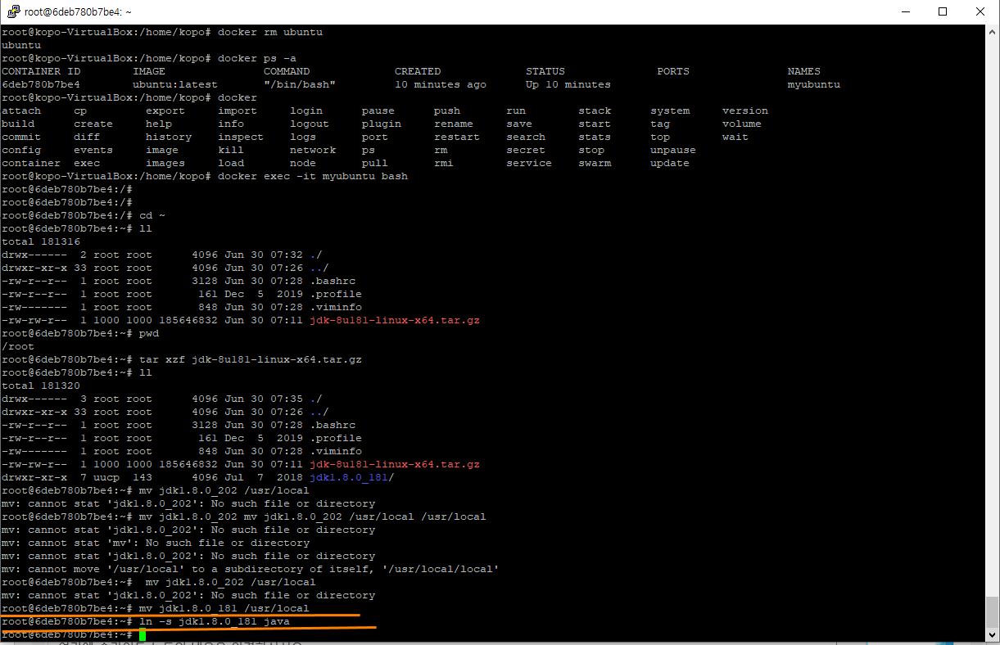 root@6deb780b7be4: ~
root@kopo-VirtualBox:/home/kopo# docker rm ubuntu
ubuntu
root@kopo-VirtualBox:/home/kopo# docker ps -a
CONTAINER ID IMAGE COMMAND CREATED STATUS PORTS NAMES
6deb780b7be4 ubuntu:latest "/bin/bash" 10 minutes ago Up 10 minutes myubuntu
root@kopo-VirtualBox:/home/kopo# docker
attach cp export import login pause push run stack system version
build create help info logout plugin rename save start tag volume
commit diff history inspect logs port restart search stats top wait
config events image kill network ps rm secret stop unpause
container exec images load node pull rmi service swarm update
root@kopo-VirtualBox:/home/kopo# docker exec -it myubuntu bash
root@6deb780b7be4:/#
root@6deb780b7be4:/#
root@6deb780b7be4:/# cd ~
root@6deb780b7be4:~# ll
total 181316
drwx------ 2 root root 4096 Jun 30 07:32 ./
drwxr-xr-x 33 root root 4096 Jun 30 07:26 ../
-rw-r--r-- 1 root root 3128 Jun 30 07:28 .bashrc
-rw-r--r-- 1 root root 161 Dec 5 2019 .profile
-rw------- 1 root root 848 Jun 30 07:28 .viminfo
-rw-rw-r-- 1 1000 1000 185646832 Jun 30 07:11 jdk-8u181-linux-x64.tar.gz
root@6deb780b7be4:~# pwd
/root
root@6deb780b7be4:~# tar xzf jdk-8u181-linux-x64.tar.gz
root@6deb780b7be4:~# ll
total 181320
drwx------ 3 root root 4096 Jun 30 07:35 ./
drwxr-xr-x 33 root root 4096 Jun 30 07:26 ../
-rw-r--r-- 1 root root 3128 Jun 30 07:28 .bashrc
-rw-r--r-- 1 root root 161 Dec 5 2019 .profile
-rw------- 1 root root 848 Jun 30 07:28 .viminfo
-rw-rw-r-- 1 1000 1000 185646832 Jun 30 07:11 jdk-8u181-linux-x64.tar.gz
drwxr-xr-x 7 uucp 143 4096 Jul 7 2018 jdk1.8.0_181/
root@6deb780b7be4:~# mv jdk1.8.0_202 /usr/local
mv: cannot stat 'jdk1.8.0_202': No such file or directory
root@6deb780b7be4:~# mv jdk1.8.0_202 mv jdk1.8.0_202 /usr/local /usr/local
mv: cannot stat 'jdk1.8.0_202': No such file or directory
mv: cannot stat 'mv': No such file or directory
mv: cannot stat 'jdk1.8.0_202': No such file or directory
mv: cannot move '/usr/local' to a subdirectory of itself, '/usr/local/local'
root@6deb780b7be4:~#  mv jdk1.8.0_202 /usr/local
mv: cannot stat 'jdk1.8.0_202': No such file or directory
root@6deb780b7be4:~# mv jdk1.8.0_181 /usr/local
root@6deb780b7be4:~# ln -s jdk1.8.0_181 java
root@6deb780b7be4:~#